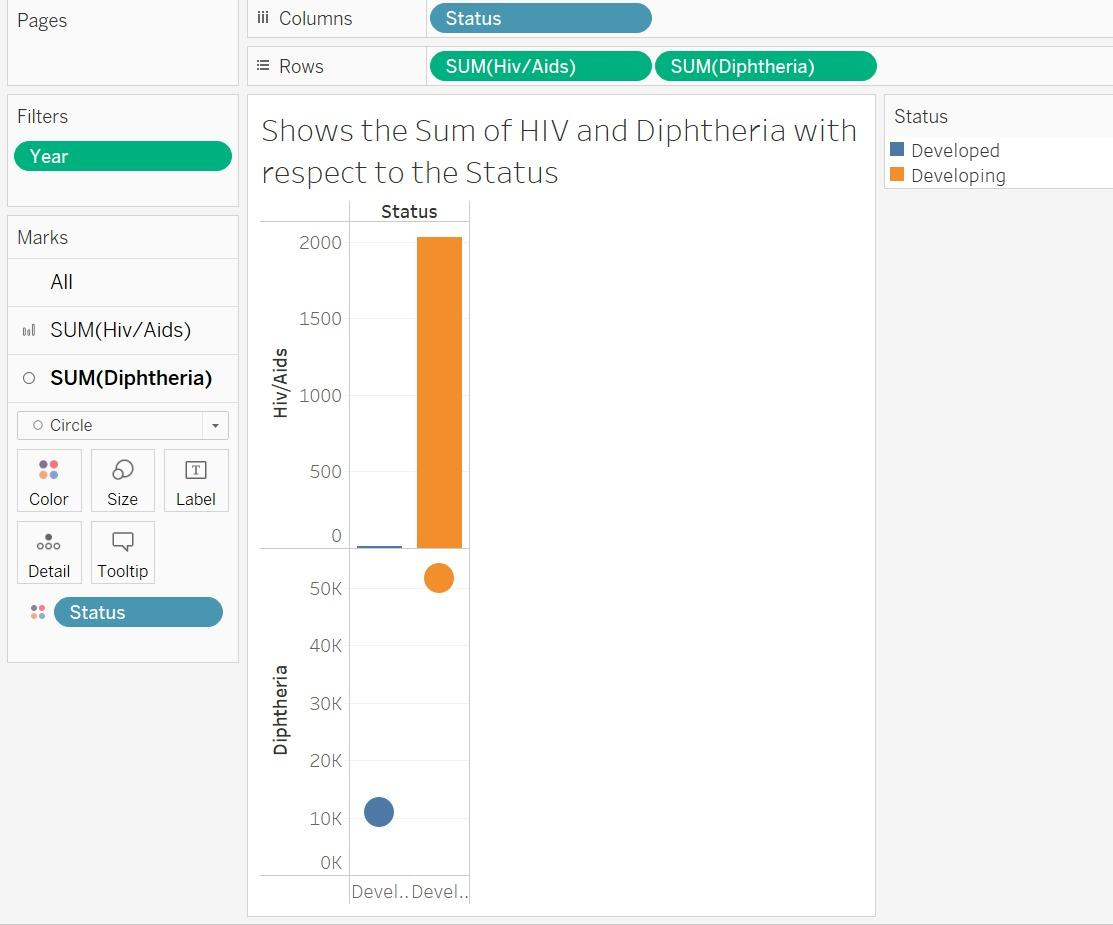 Pages
Columns
Status
Rows
SUM(Hiv/Aids)
SUM(Diphtheria)
Filters
Year
Marks
All
SUM(Hiv/Aids)
SUM(Diphtheria)
Circle
Color
Size
T
Label
Detail
Tooltip
Status
Shows the Sum of HIV and Diphtheria with
respect to the Status
Status
2000
1500
1000
500
0
Hiv/Aids
50K
40K
30K
20K
10K
0K
Diphtheria
Devel..
Devel..
Status
Developed
Developing